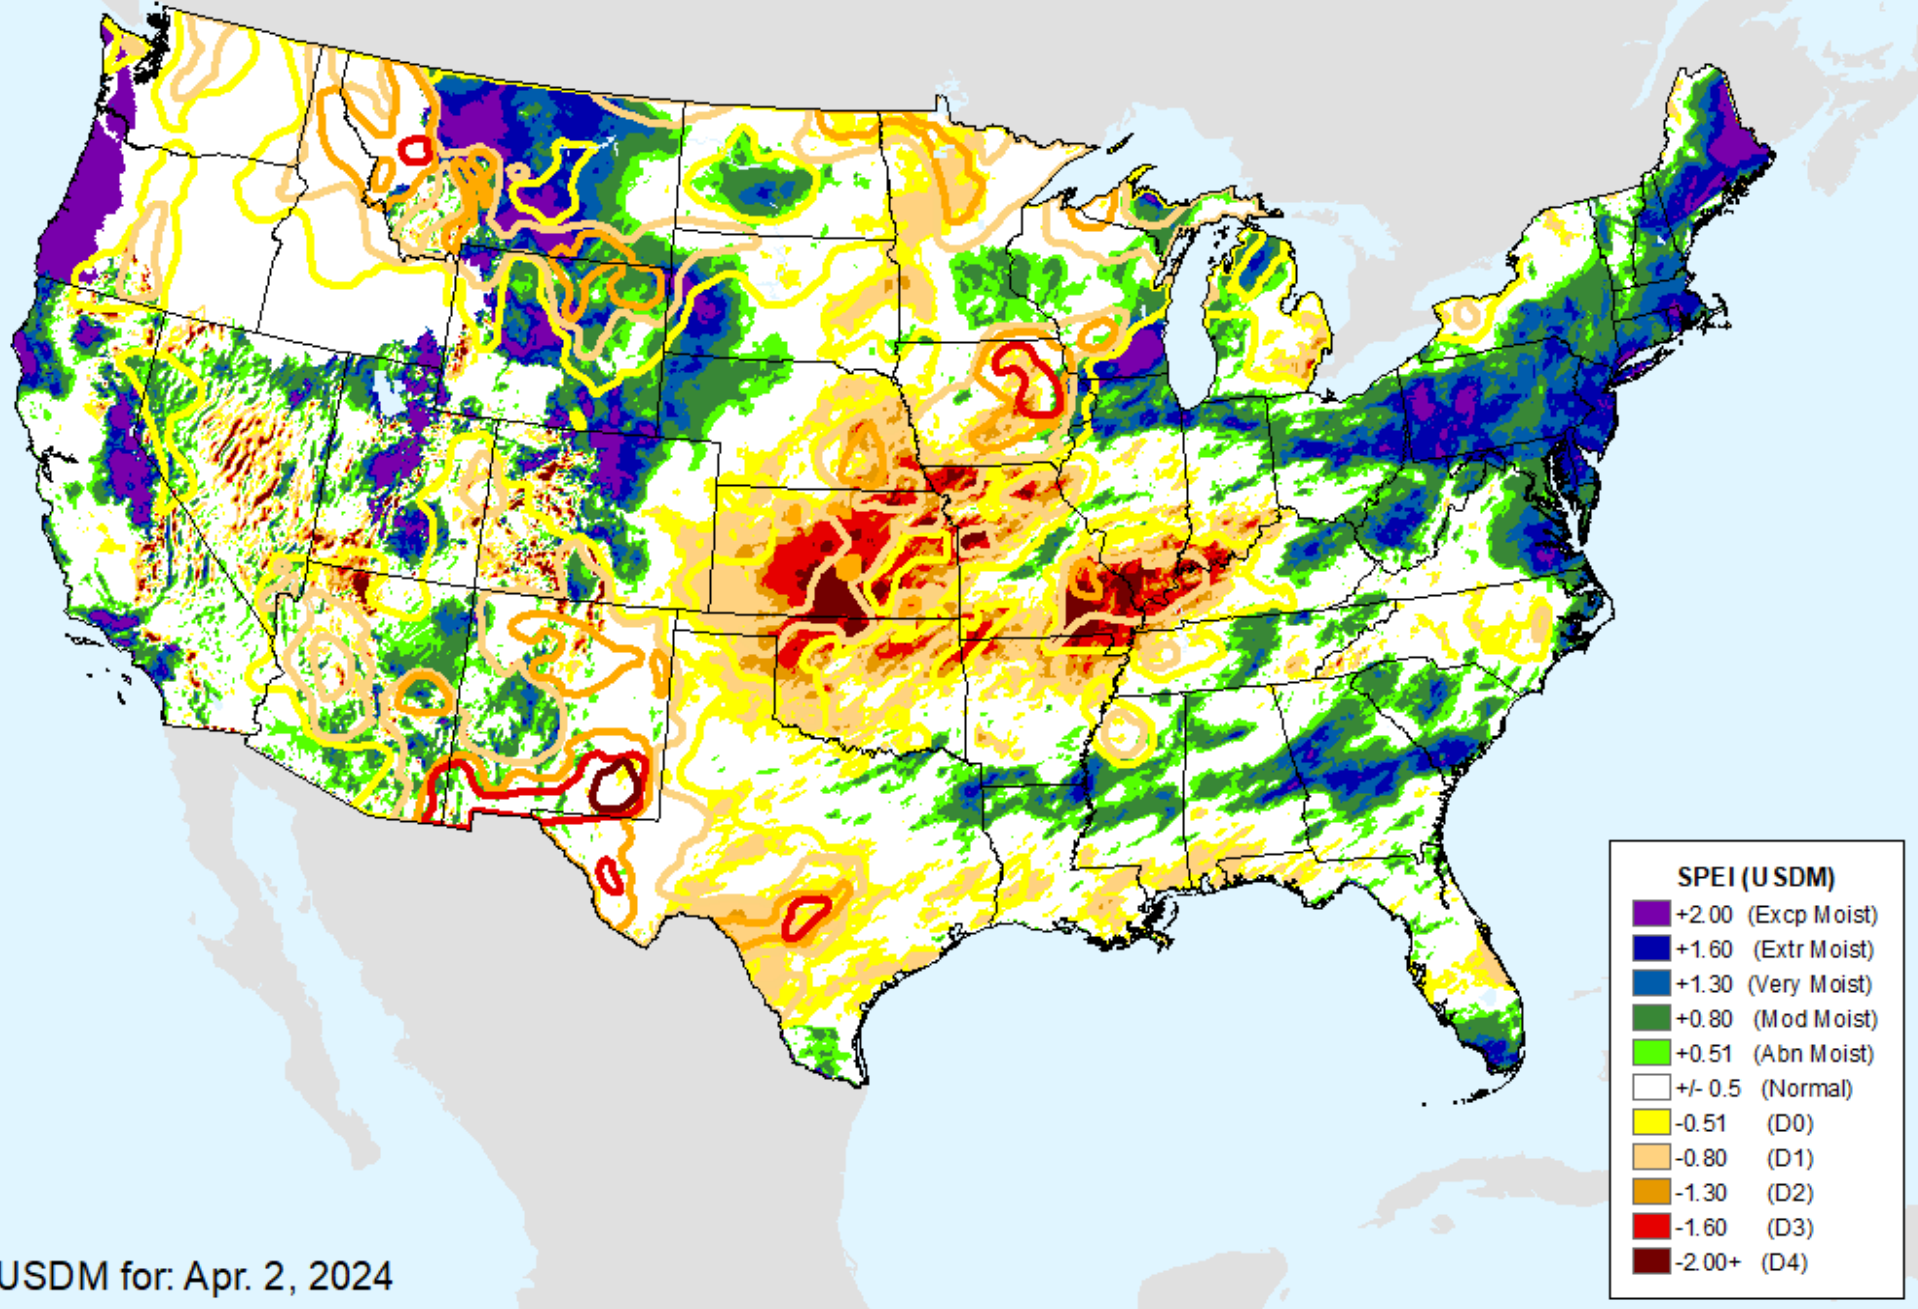 SPEI (USDM)
+2.00 (Excp Moist)
+1.60 (Extr Moist)
+1.30 (Very Moist)
+0.80 (Mod Moist)
+0.51 (Abn Moist)
+/- 0.5 (Normal)
-0.51 (D0)
-0.80 (D1)
-1.30 (D2)
-1.60 (D3)
-2.00+ (D4)
USDM for: Apr. 2, 2024